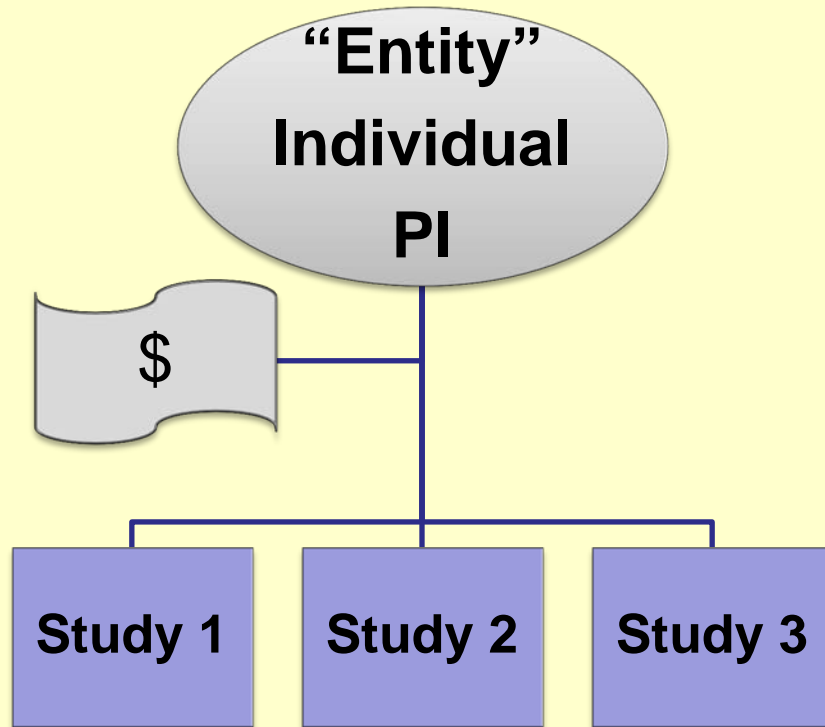 “Entity”
Individual
PI
$
Study 1
Study 2
Study 3